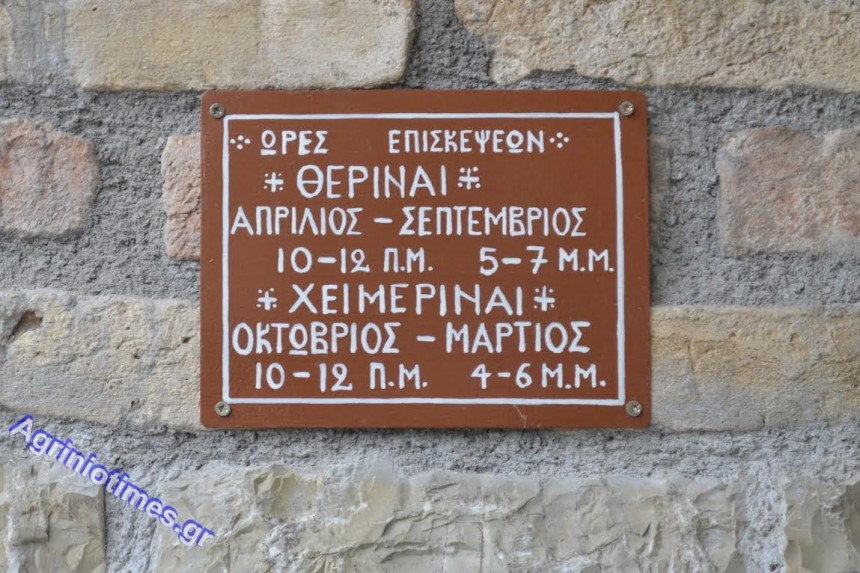 ΩΡΕΣ ΕΠΙΣΚΕΨΕΩΝ
ΘΕΡΙΝΑΙ
ΑΠΡΙΛΙΟΣ – ΣΕΠΤΕΜΒΡΙΟΣ
10–12 Π.Μ. 5–7 Μ.Μ.
ΧΕΙΜΕΡΙΝΑΙ
ΟΚΤΩΒΡΙΟΣ – ΜΑΡΤΙΟΣ
10–12 Π.Μ. 4–6 Μ.Μ.
Agriniotimes.gr